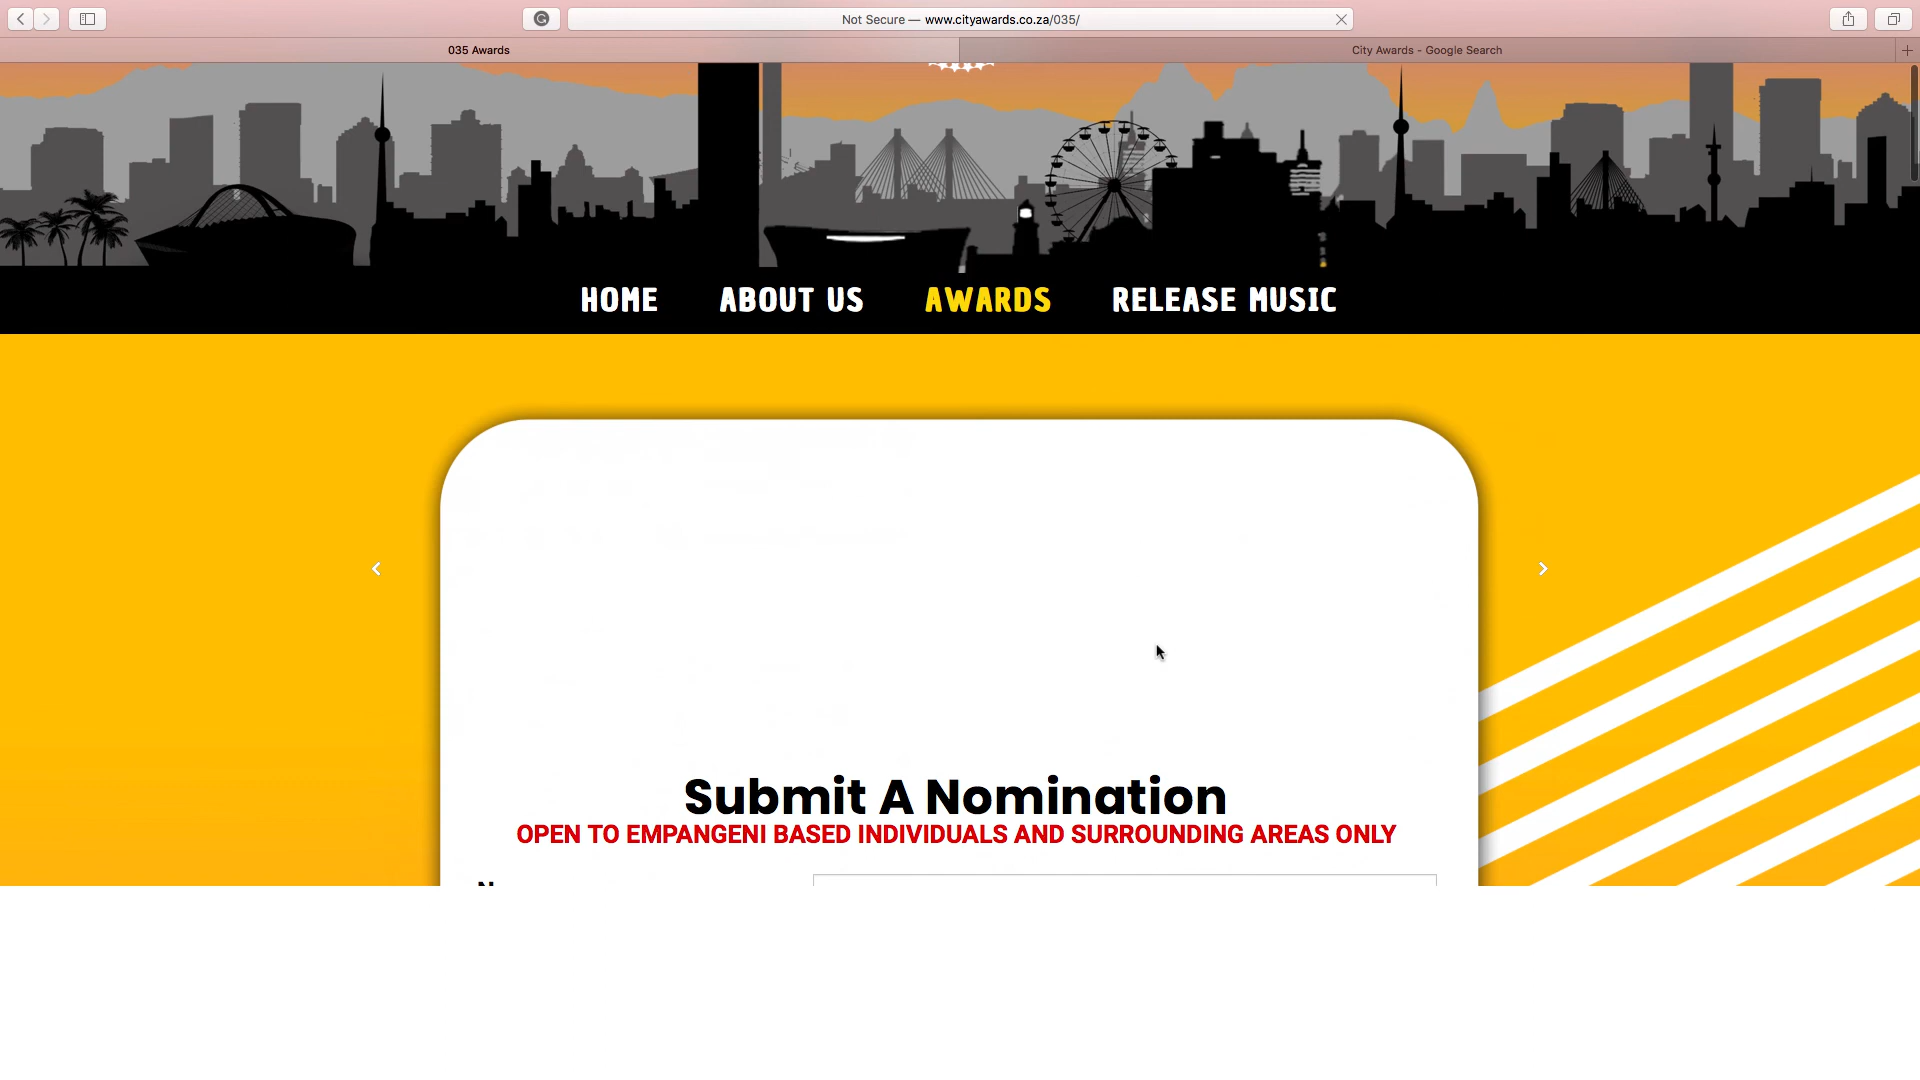 Not Secure — www.cityawards.co.za/035/
035 Awards
City Awards - Google Search
HOME
ABOUT US
AWARDS
RELEASE MUSIC
Submit A Nomination
OPEN TO EMPANGENI BASED INDIVIDUALS AND SURROUNDING AREAS ONLY